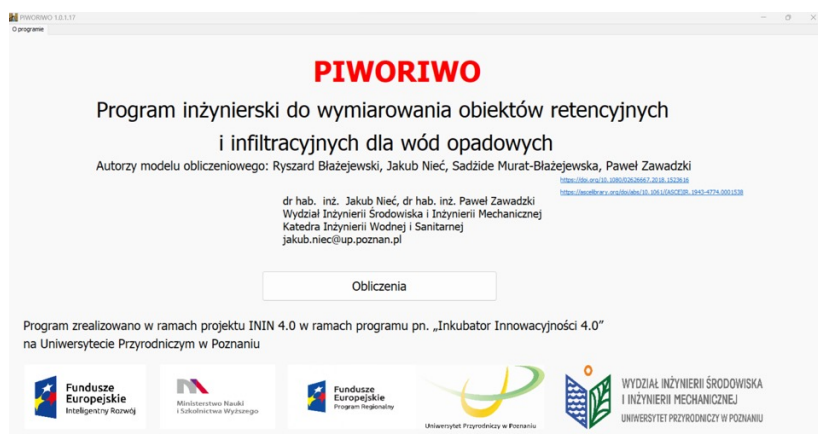 PIWORIWO 1.0.1.17
O programie
PIWORIWO
Program inżynierski do wymiarowania obiektów retencyjnych
i infiltracyjnych dla wód opadowych
Autorzy modelu obliczeniowego: Ryszard Błażejewski, Jakub Nieć, Sadżide Murat-Błażejewska, Paweł Zawadzki
https://doi.org/10.1080/02626667.2018.1523616
https://ascelibrary.org/doi/abs/10.1061/(ASCE)IR.1943-4774.0001538
dr hab. inż. Jakub Nieć, dr hab. inż. Paweł Zawadzki
Wydział Inżynierii Środowiska i Inżynierii Mechanicznej
Katedra Inżynierii Wodnej i Sanitarnej
jakub.niec@up.poznan.pl
Obliczenia
Program zrealizowano w ramach projektu ININ 4.0 w ramach programu pn. „Inkubator Innowacyjności 4.0”
na Uniwersytecie Przyrodniczym w Poznaniu
Fundusze
Europejskie
Inteligentny Rozwój
Ministerstwo Nauki
i Szkolnictwa Wyższego
Fundusze
Europejskie
Program Regionalny
Uniwersytet Przyrodniczy w Poznaniu
WYDZIAŁ INŻYNIERII ŚRODOWISKA
I INŻYNIERII MECHANICZNEJ
UNIWERSYTET PRZYRODNICZY W POZNANIU